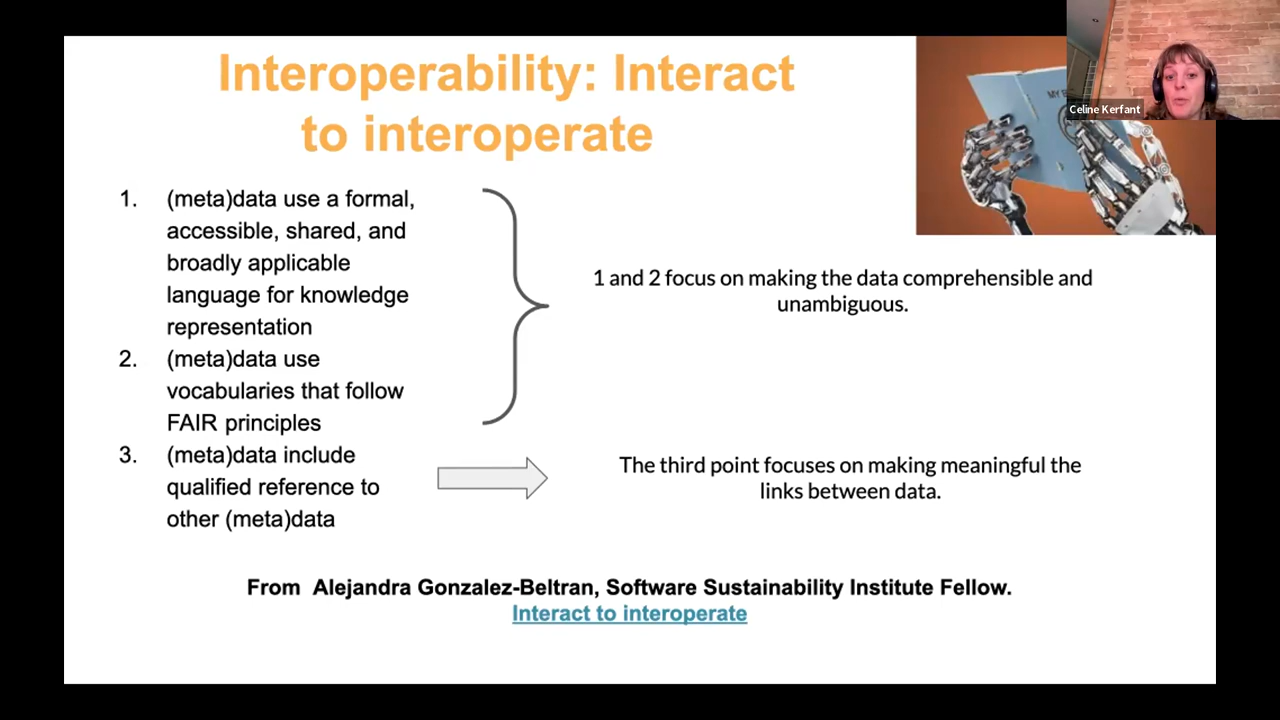 Interoperability: Interact
to interoperate
Celine Kerfant
1. (meta)data use a formal,
accessible, shared, and
broadly applicable
language for knowledge
representation
2. (meta)data use
vocabularies that follow
FAIR principles
3. (meta)data include
qualified reference to
other (meta)data
1 and 2 focus on making the data comprehensible and
unambiguous.
The third point focuses on making meaningful the
links between data.
From Alejandra Gonzalez-Beltran, Software Sustainability Institute Fellow.
Interact to interoperate